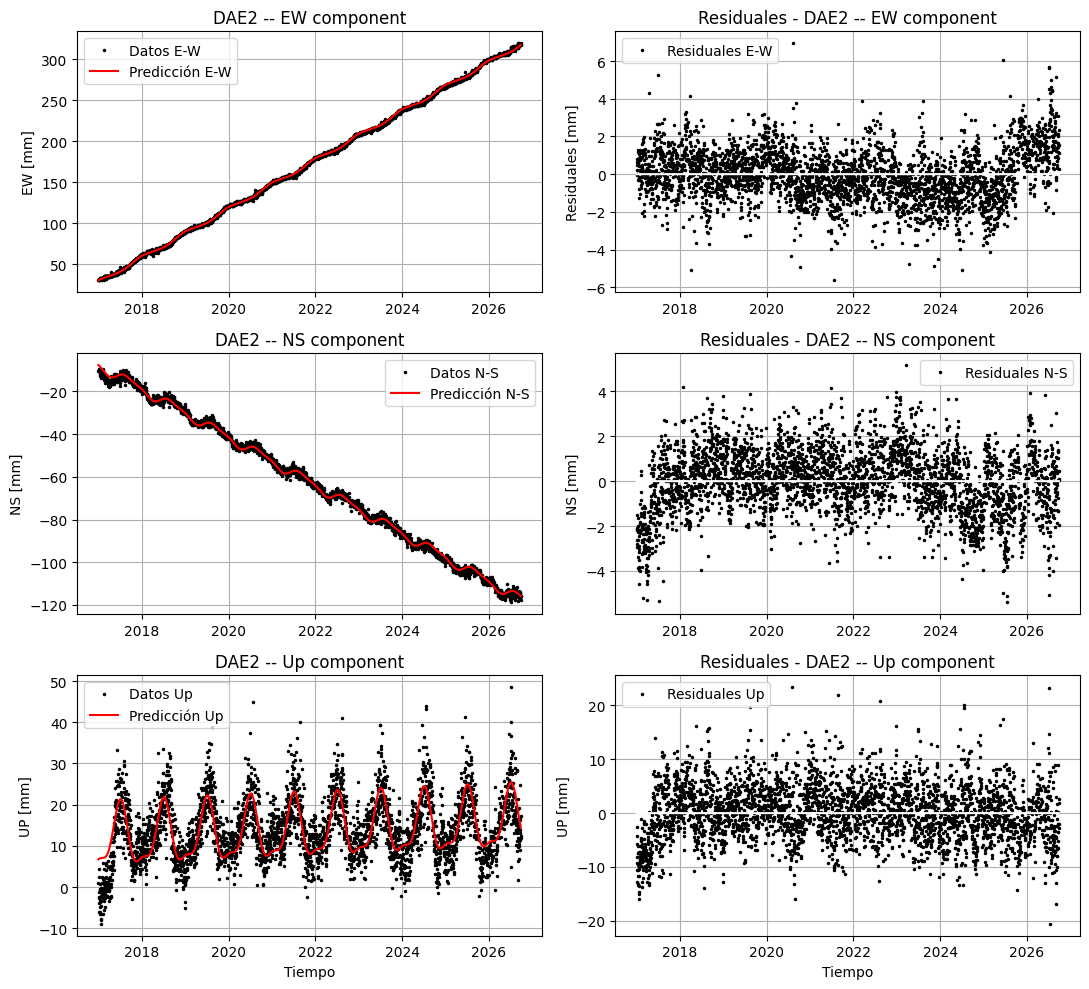 DAE2 -- EW component
Datos E-W
Predicción E-W
EW [mm]
300
250
200
150
100
50
2018
2020
2022
2024
2026
Residuales - DAE2 -- EW component
Residuales E-W
Residuales [mm]
6
4
2
0
−2
−4
−6
2018
2020
2022
2024
2026
DAE2 -- NS component
Datos N-S
Predicción N-S
NS [mm]
−20
−40
−60
−80
−100
−120
2018
2020
2022
2024
2026
Residuales - DAE2 -- NS component
Residuales N-S
NS [mm]
4
2
0
−2
−4
2018
2020
2022
2024
2026
DAE2 -- Up component
Datos Up
Predicción Up
UP [mm]
50
40
30
20
10
0
−10
2018
2020
2022
2024
2026
Tiempo
Residuales - DAE2 -- Up component
Residuales Up
UP [mm]
20
10
0
−10
−20
2018
2020
2022
2024
2026
Tiempo